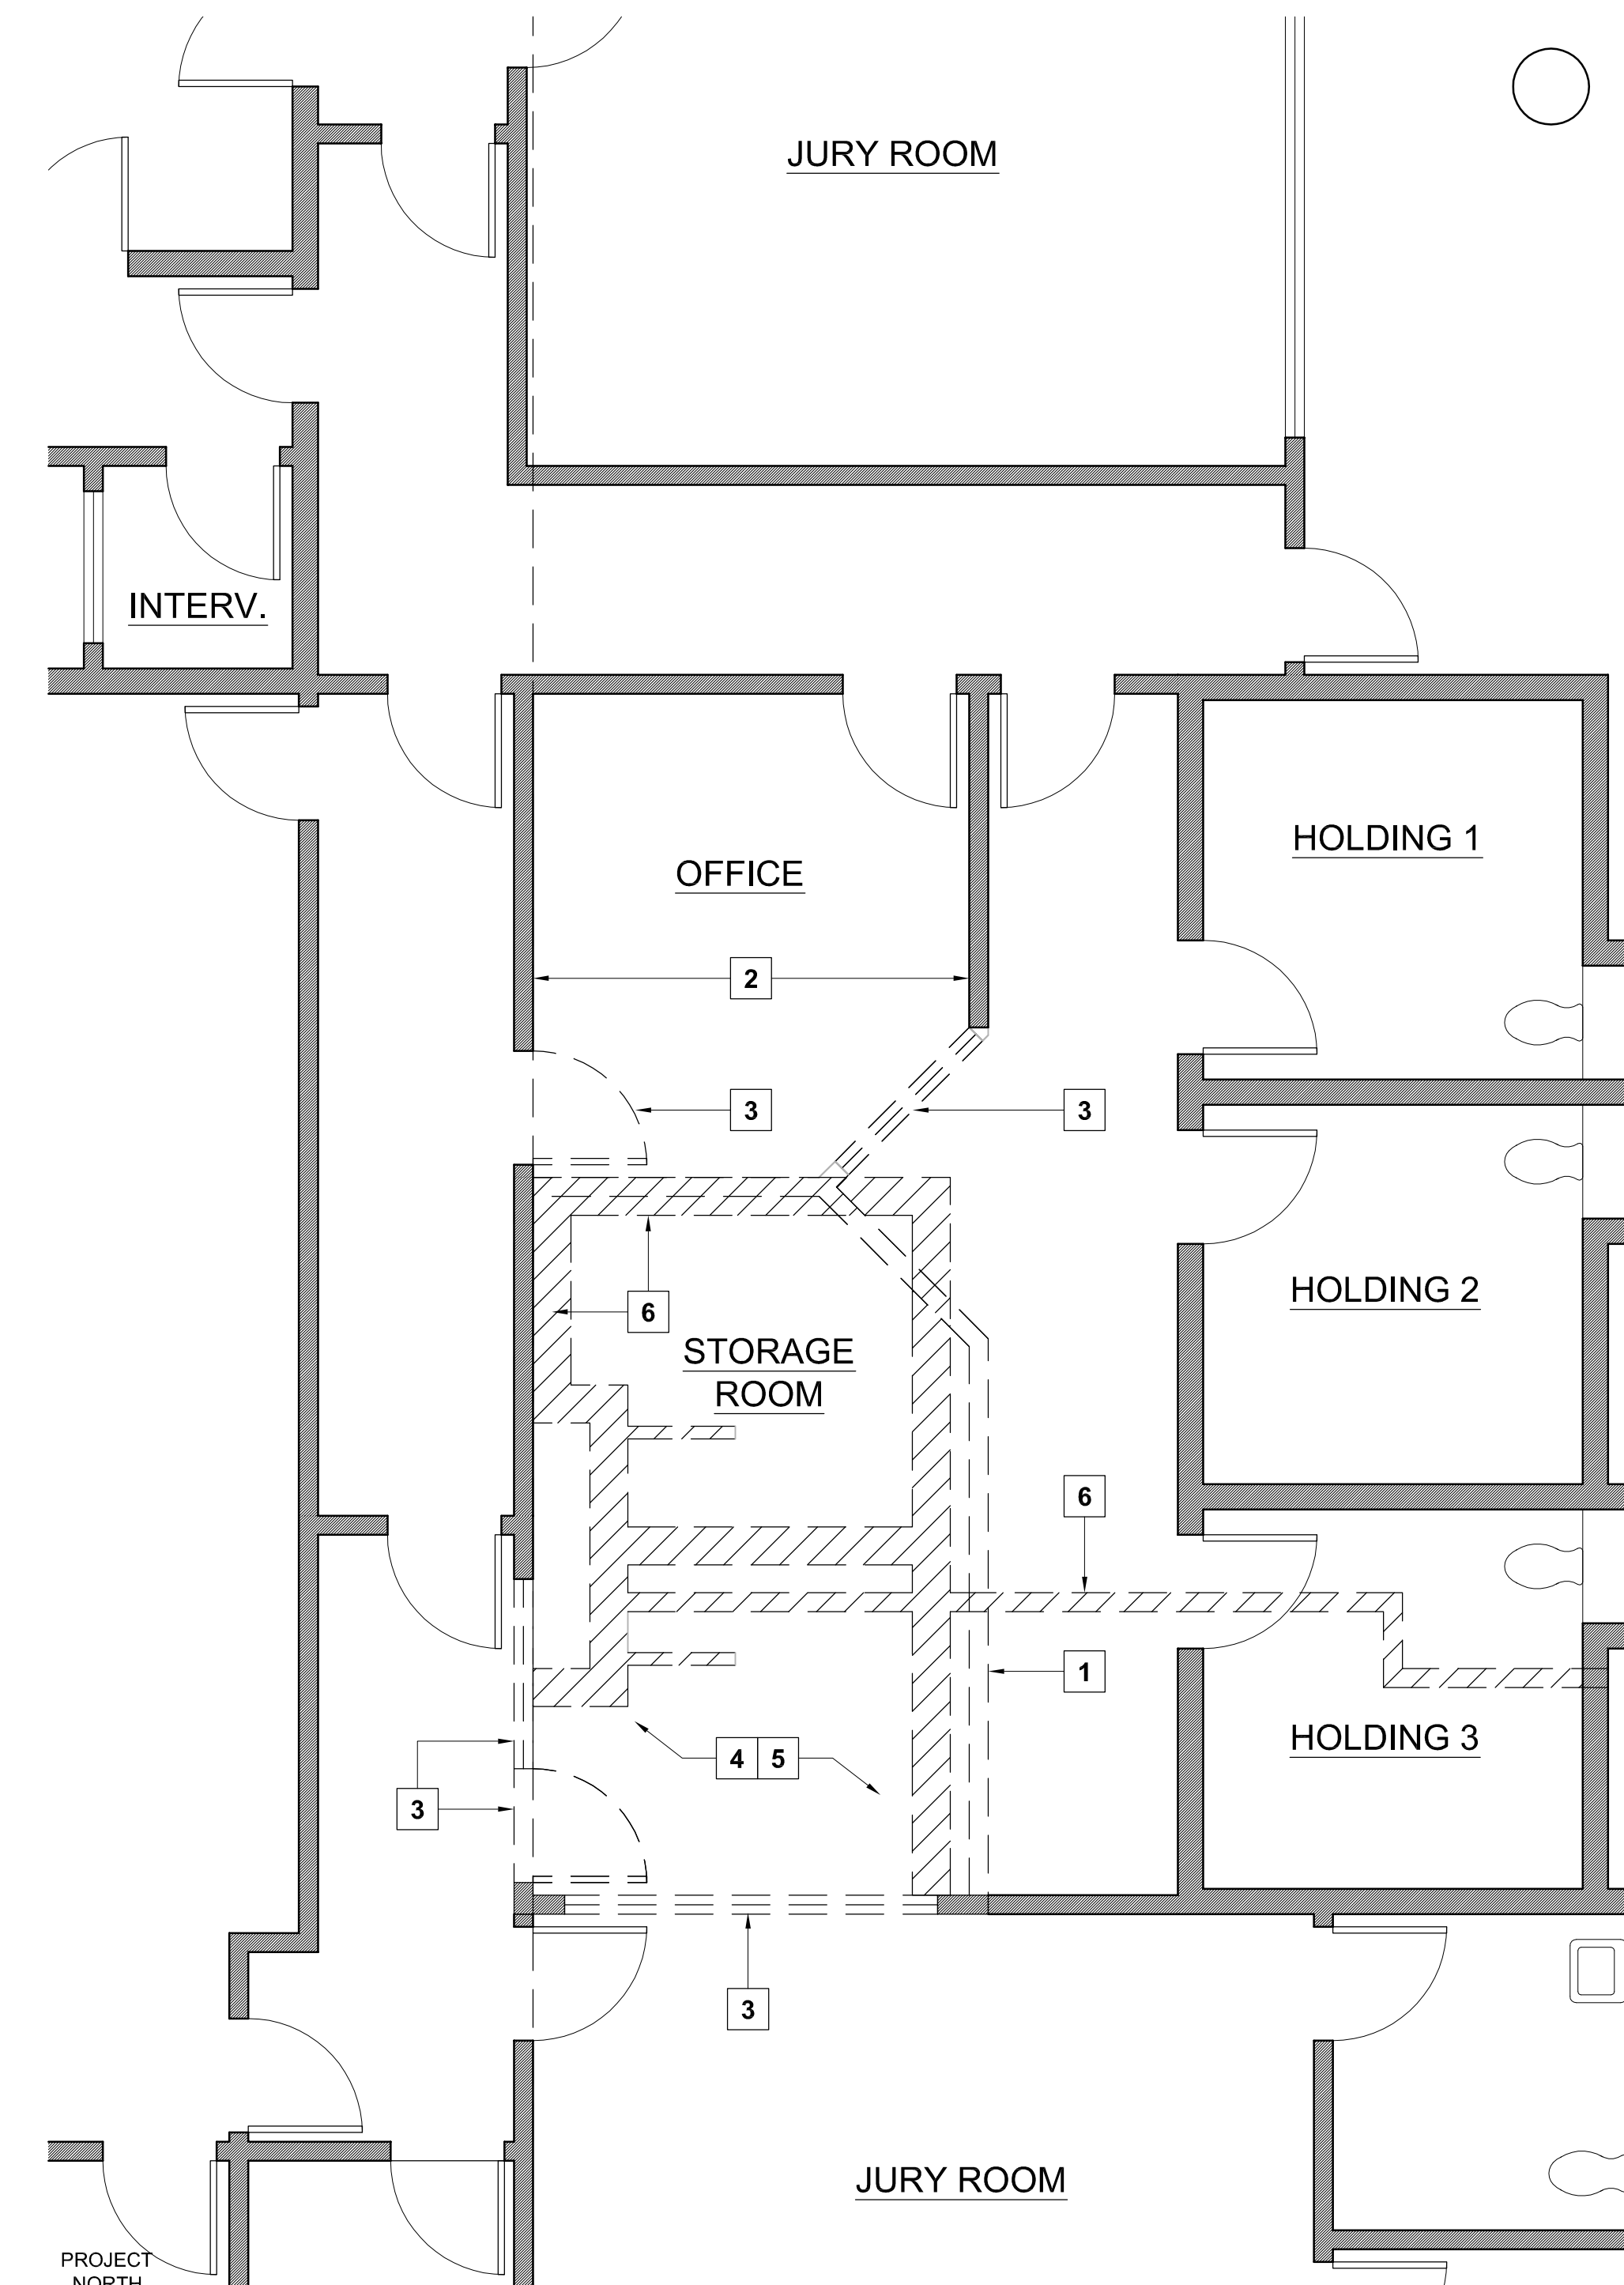 JURY ROOM
INTERV.
HOLDING 1
OFFICE
2
3
3
HOLDING 2
6
STORAGE
ROOM
6
1
HOLDING 3
4 5
3
3
JURY ROOM
PROJECT
NORTH